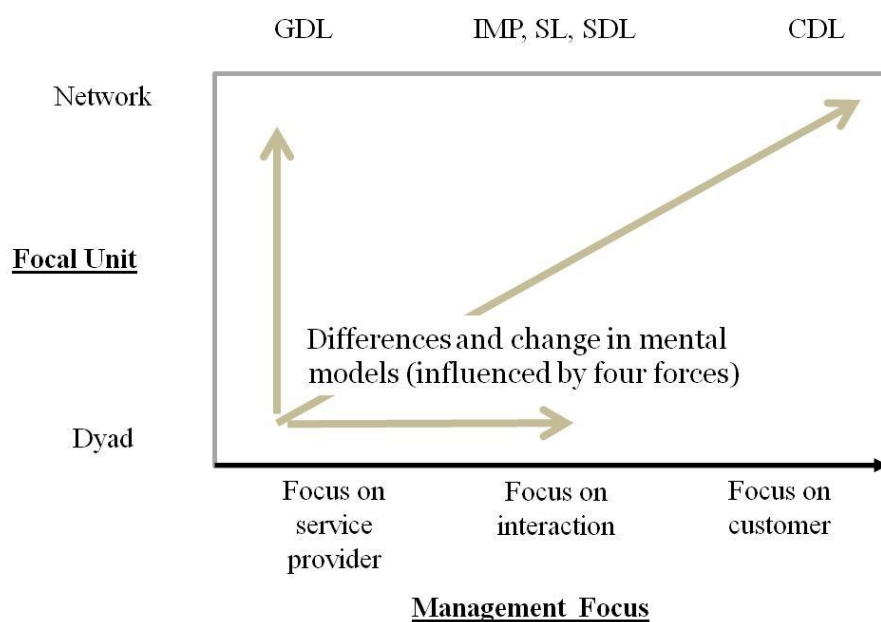 GDL IMP, SL, SDL CDL
Network
Focal Unit
Differences and change in mental
models (influenced by four forces)
Dyad
Focus on
service
provider
Focus on
interaction
Focus on
customer
Management Focus